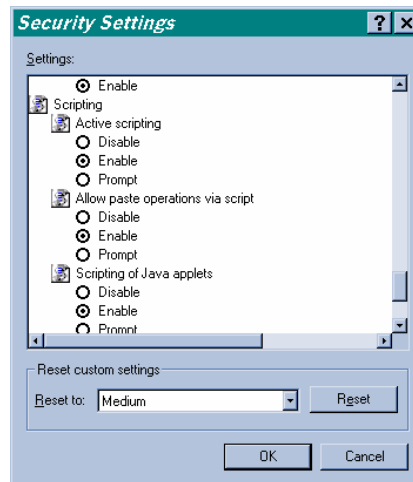 Security Settings
Settings:
Enable
Scripting
Active scripting
Disable
Enable
Prompt
Allow paste operations via script
Disable
Enable
Prompt
Scripting of Java applets
Disable
Enable
Prompt
Reset custom settings
Reset to: Medium Reset
OK Cancel